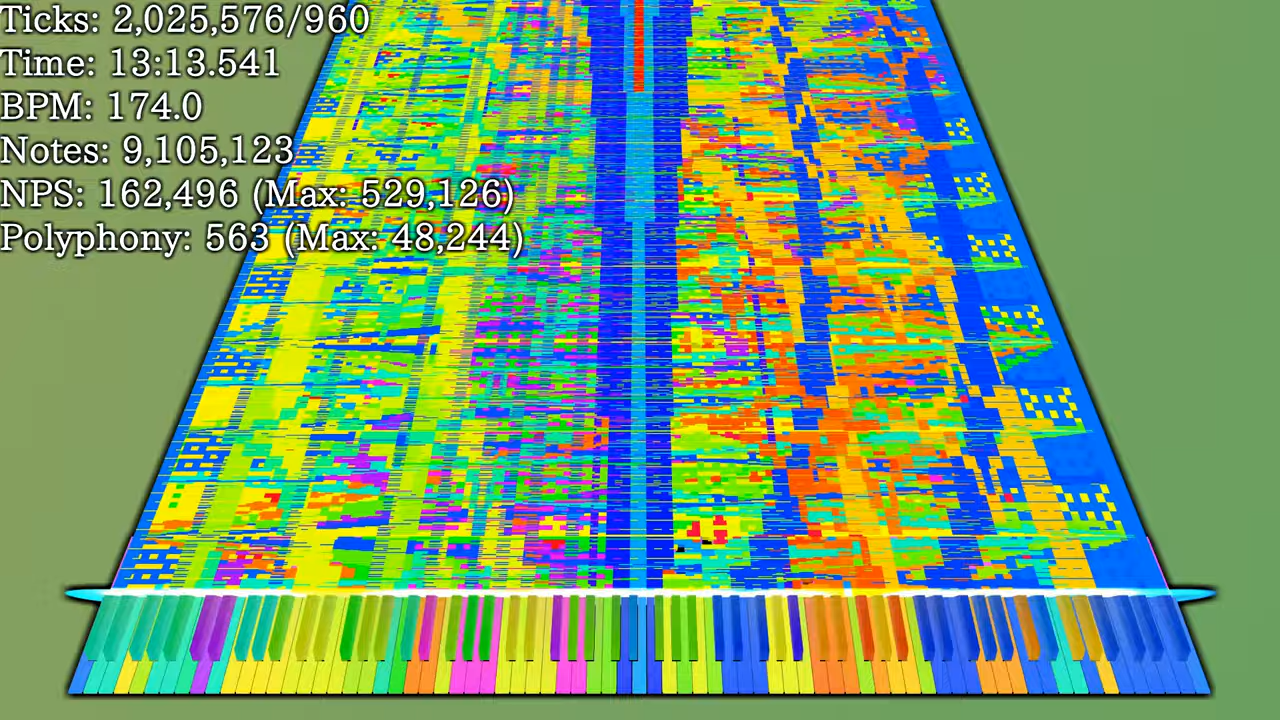 Ticks: 2,025,576/960
Time: 13:13.541
BPM: 174.0
Notes: 9,105,123
NPS: 162,496 (Max: 529,126)
Polyphony: 563 (Max: 48,244)